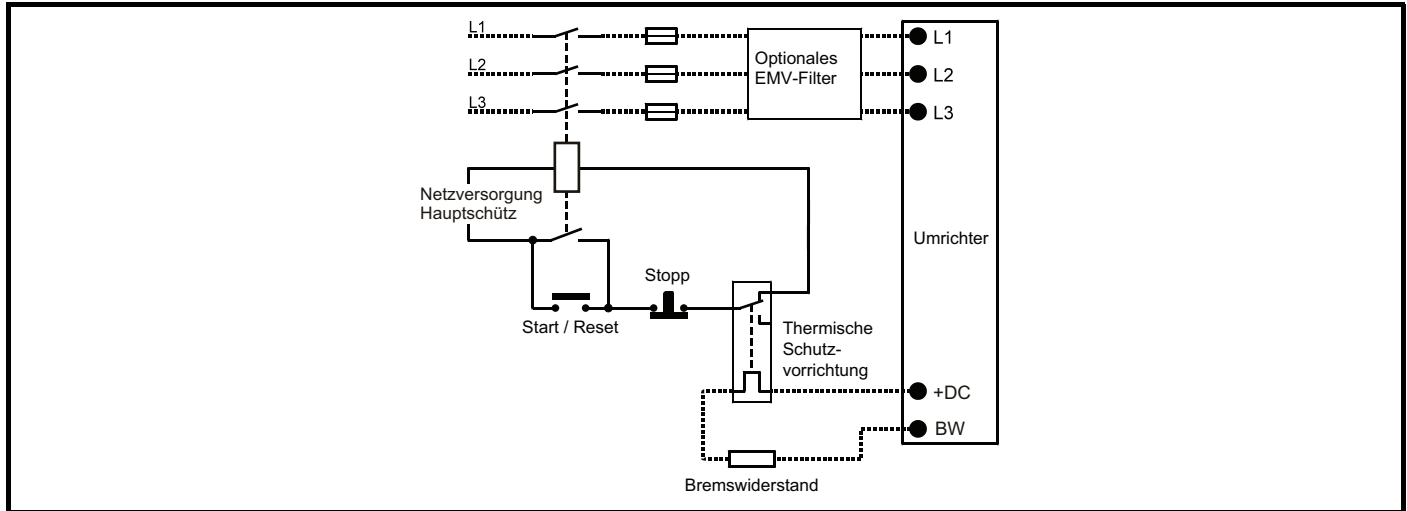 L1
L2
L3
Optionales
EMV-Filter
L1
L2
L3
Netzversorgung
Hauptschütz
Umrichter
Stopp
Start / Reset
Thermische
Schutz-
vorrichtung
+DC
BW
Bremswiderstand